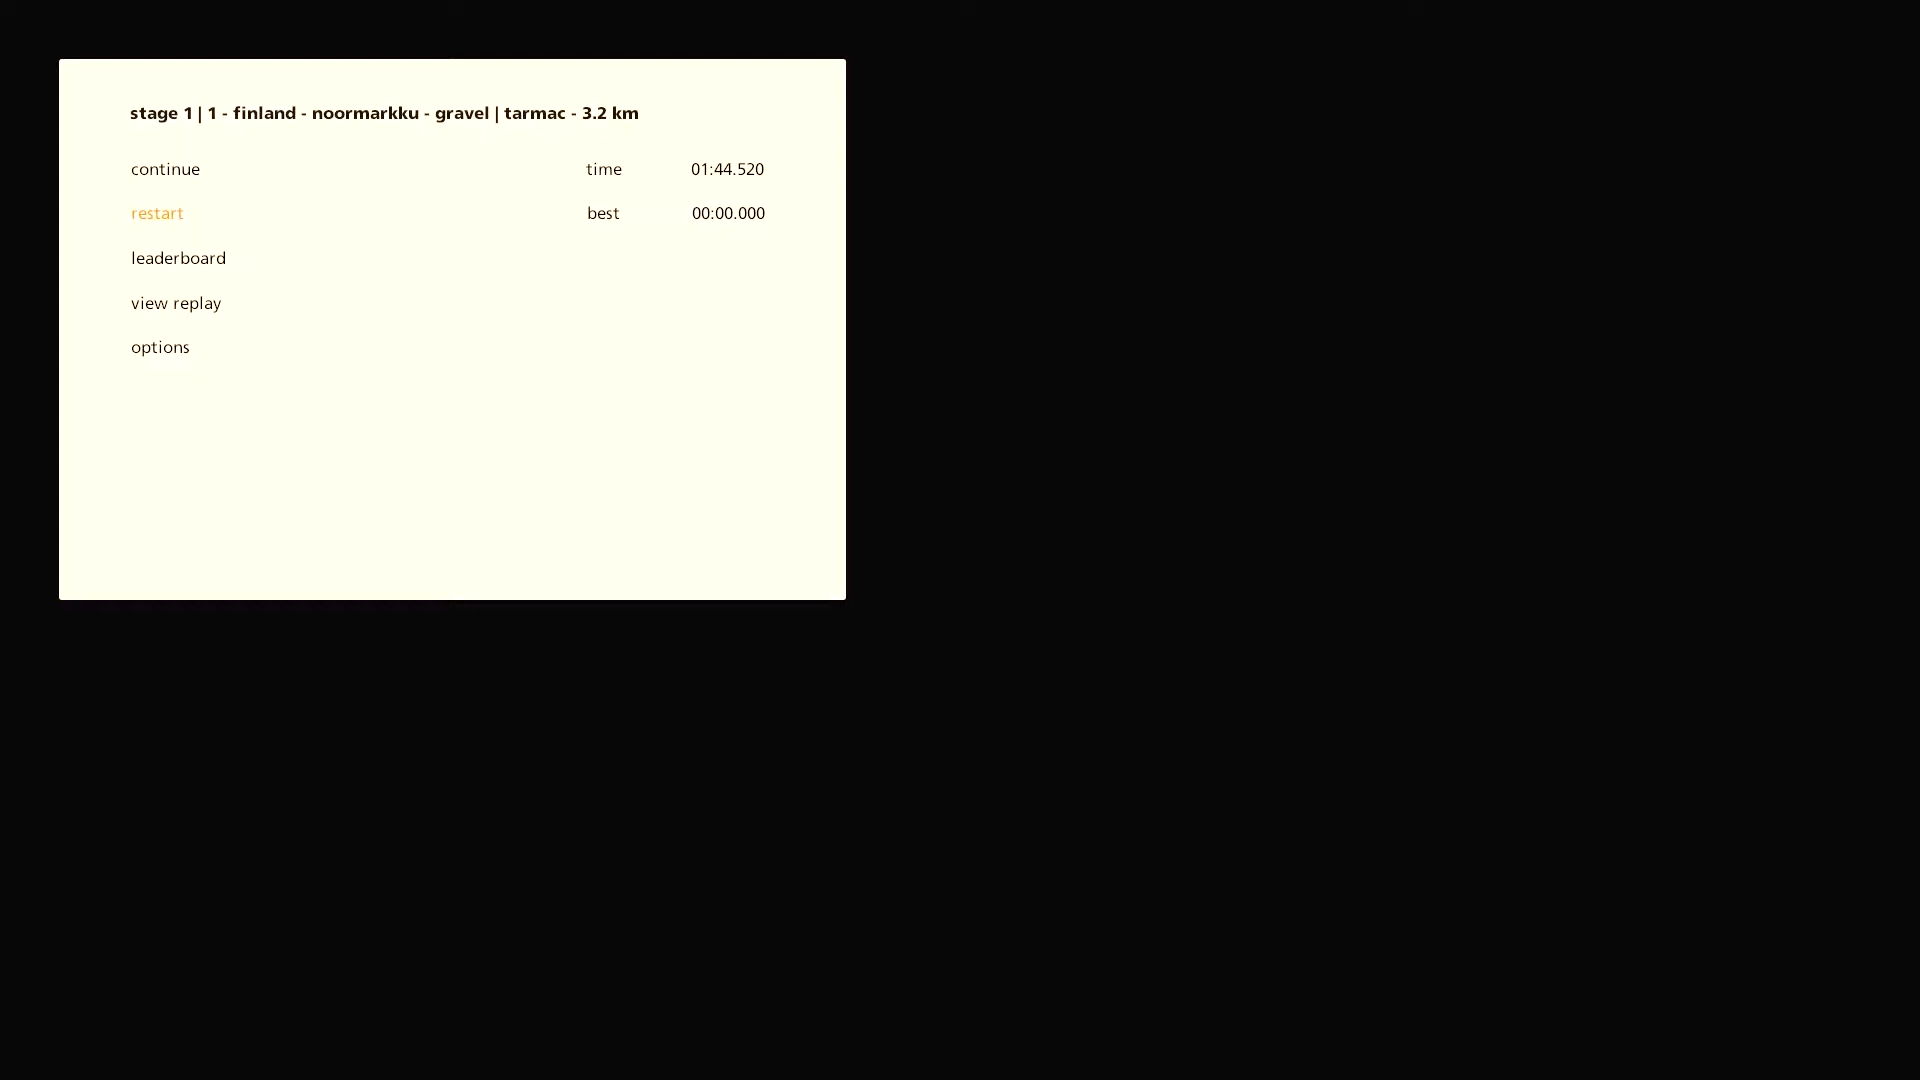 stage 1 | 1 - finland - noormarkku - gravel | tarmac - 3.2 km
continue time 01:44.520
restart best 00:00.000
leaderboard
view replay
options